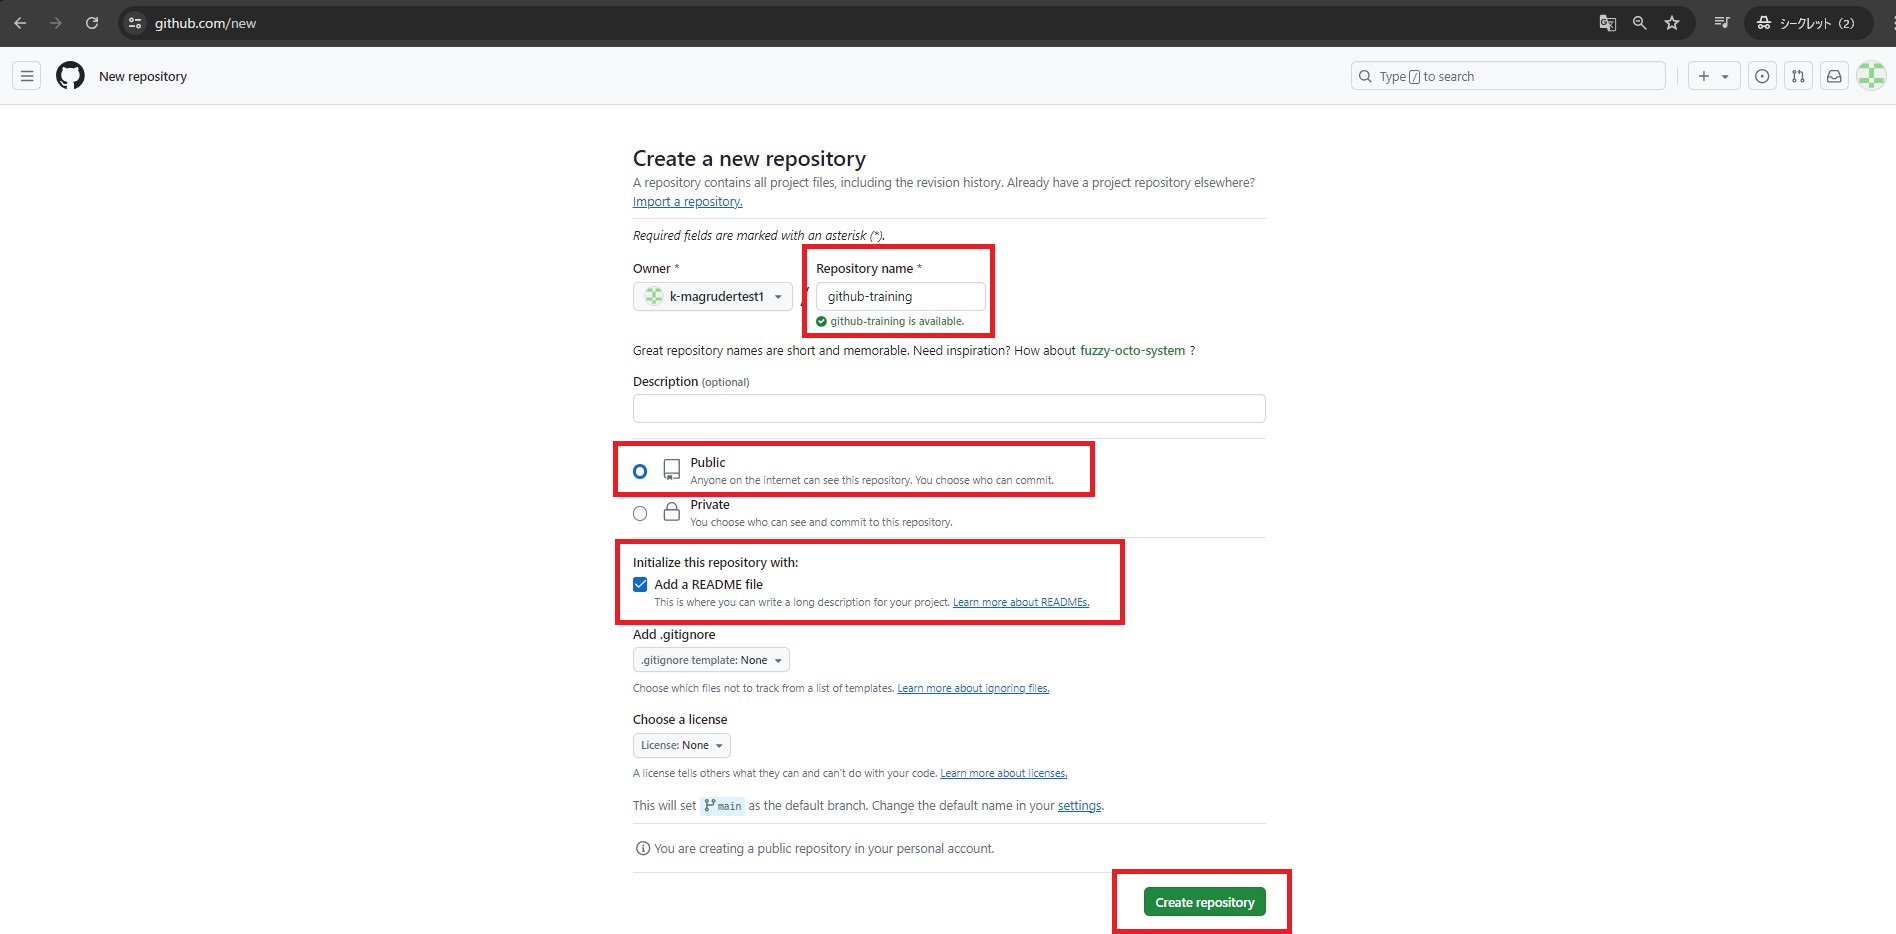 github.com/new
シークレット (2)
New repository
Type / to search
Create a new repository
A repository contains all project files, including the revision history. Already have a project repository elsewhere?
Import a repository.
Required fields are marked with an asterisk (*).
Owner *
Repository name *
k-magrudertest1
/
github-training
github-training is available.
Great repository names are short and memorable. Need inspiration? How about fuzzy-octo-system ?
Description (optional)
Public
Anyone on the internet can see this repository. You choose who can commit.
Private
You choose who can see and commit to this repository.
Initialize this repository with:
Add a README file
This is where you can write a long description for your project. Learn more about READMEs.
Add .gitignore
.gitignore template: None
Choose which files not to track from a list of templates. Learn more about ignoring files.
Choose a license
License: None
A license tells others what they can and can't do with your code. Learn more about licenses.
This will set main as the default branch. Change the default name in your settings.
You are creating a public repository in your personal account.
Create repository